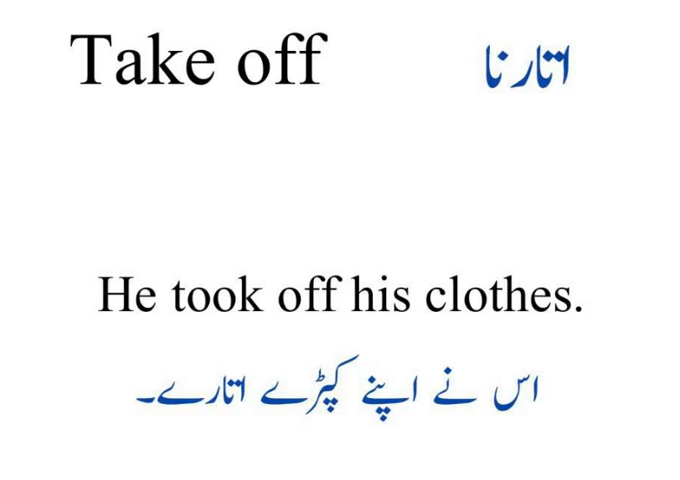 Take off اتارنا
He took off his clothes.
اس نے اپنے کپڑے اتارے۔